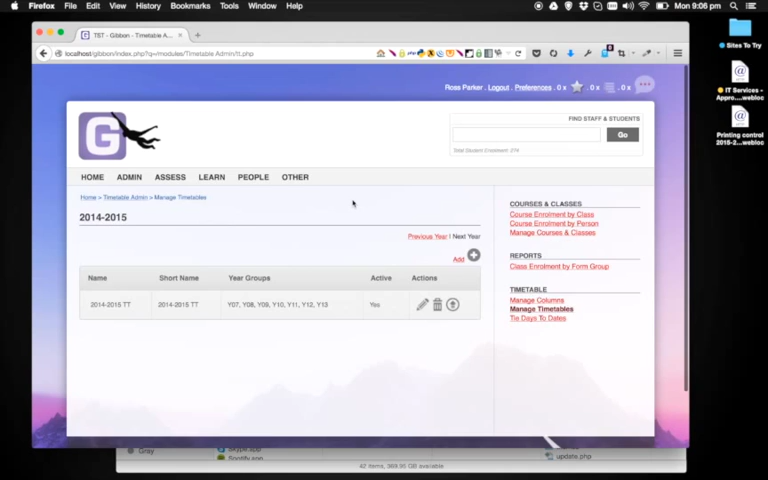 Firefox File Edit View History Bookmarks Tools Window Help
Mon 9:06 pm
TST - Gibbon - Timetable A...
localhost/gibbon/index.php?q=/modules/Timetable Admin/tt.php
Sites To Try
IT Services -
Appro....webloc
Printing control
2015-2....webloc
Ross Parker . Logout . Preferences . 0 x . 0 x . 0 x
G
FIND STAFF & STUDENTS
Go
HOME ADMIN ASSESS LEARN PEOPLE OTHER
Home > Timetable Admin > Manage Timetables
2014-2015
Previous Year | Next Year
Add
Name Short Name Year Groups Active Actions
2014-2015 TT 2014-2015 TT Y07, Y08, Y09, Y10, Y11, Y12, Y13 Yes
COURSES & CLASSES
Course Enrolment by Class
Course Enrolment by Person
Manage Courses & Classes
REPORTS
Class Enrolment by Form Group
TIMETABLE
Manage Columns
Manage Timetables
Tie Days To Dates
Gray
Skype.app
Spotify.app
update.php
42 items, 369.95 GB available